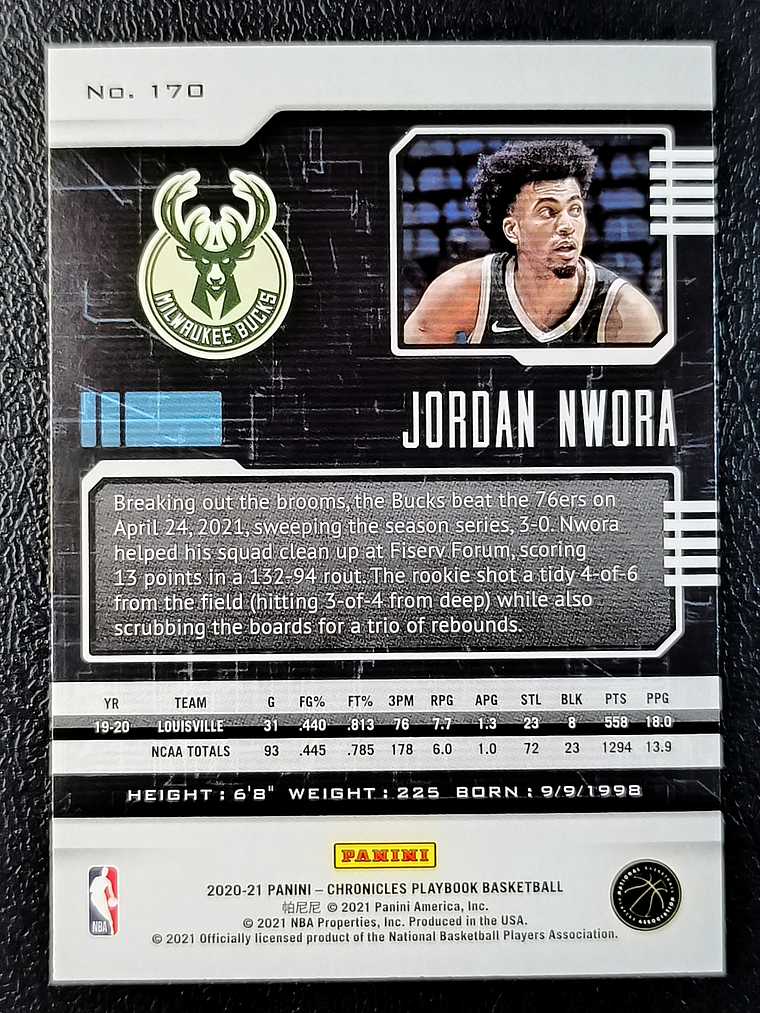 No. 170
MILWAUKEE BUCKS
JORDAN NWORA
Breaking out the brooms, the Bucks beat the 76ers on
April 24, 2021, sweeping the season series, 3-0. Nwora
helped his squad clean up at Fiserv Forum, scoring
13 points in a 132-94 rout. The rookie shot a tidy 4-of-6
from the field (hitting 3-of-4 from deep) while also
scrubbing the boards for a trio of rebounds.
YR TEAM G FG% FT% 3PM RPG APG STL BLK PTS PPG
19-20 LOUISVILLE 31 .440 .813 76 7.7 1.3 23 8 558 18.0
NCAA TOTALS 93 .445 .785 178 6.0 1.0 72 23 1294 13.9
HEIGHT: 6'8" WEIGHT: 225 BORN: 9/9/1998
PANINI
2020-21 PANINI – CHRONICLES PLAYBOOK BASKETBALL
帕尼尼 © 2021 Panini America, Inc.
© 2021 NBA Properties, Inc. Produced in the USA.
© 2021 Officially licensed product of the National Basketball Players Association.
NBA
NATIONAL BASKETBALL PLAYERS ASSOCIATION